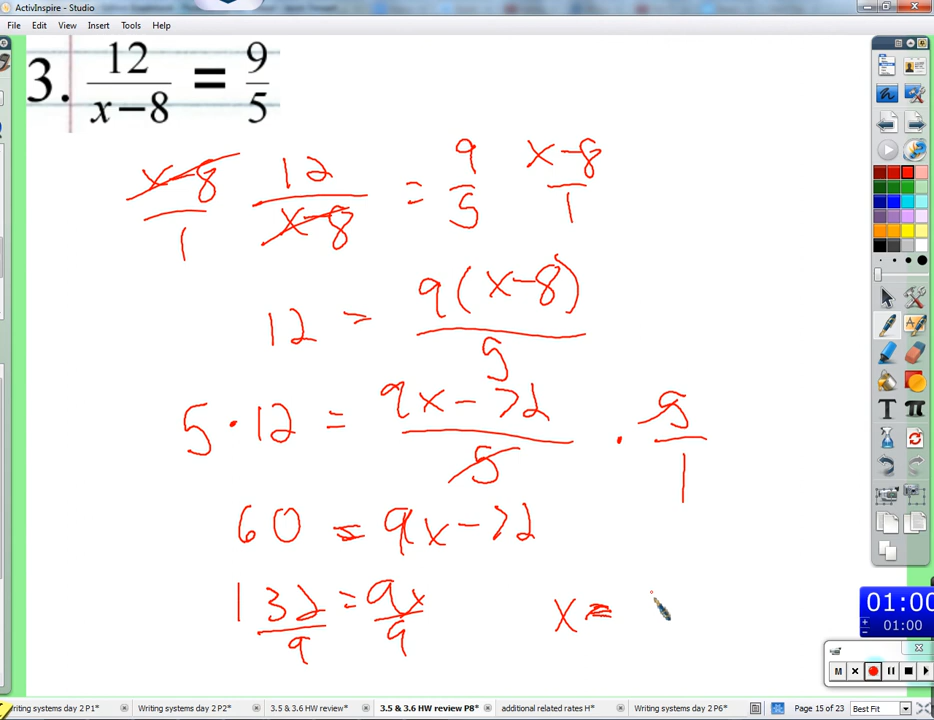 ActivInspire - Studio
File Edit View Insert Tools Help
3. 12/(x-8) = 9/5
(x-8)/1 12/(x-8) = 9/5 (x-8)/1
12 = 9(x-8)/5
5·12 = (9x-72)/5 · 5/1
60 = 9x-72
132/9 = 9x/9 x =
01:00
01:00
M
riting systems day 2 P1* Writing systems day 2 P2* 3.5 & 3.6 HW review* 3.5 & 3.6 HW review P8* additional related rates H* Writing systems day 2 P6* Page 15 of 23 Best Fit